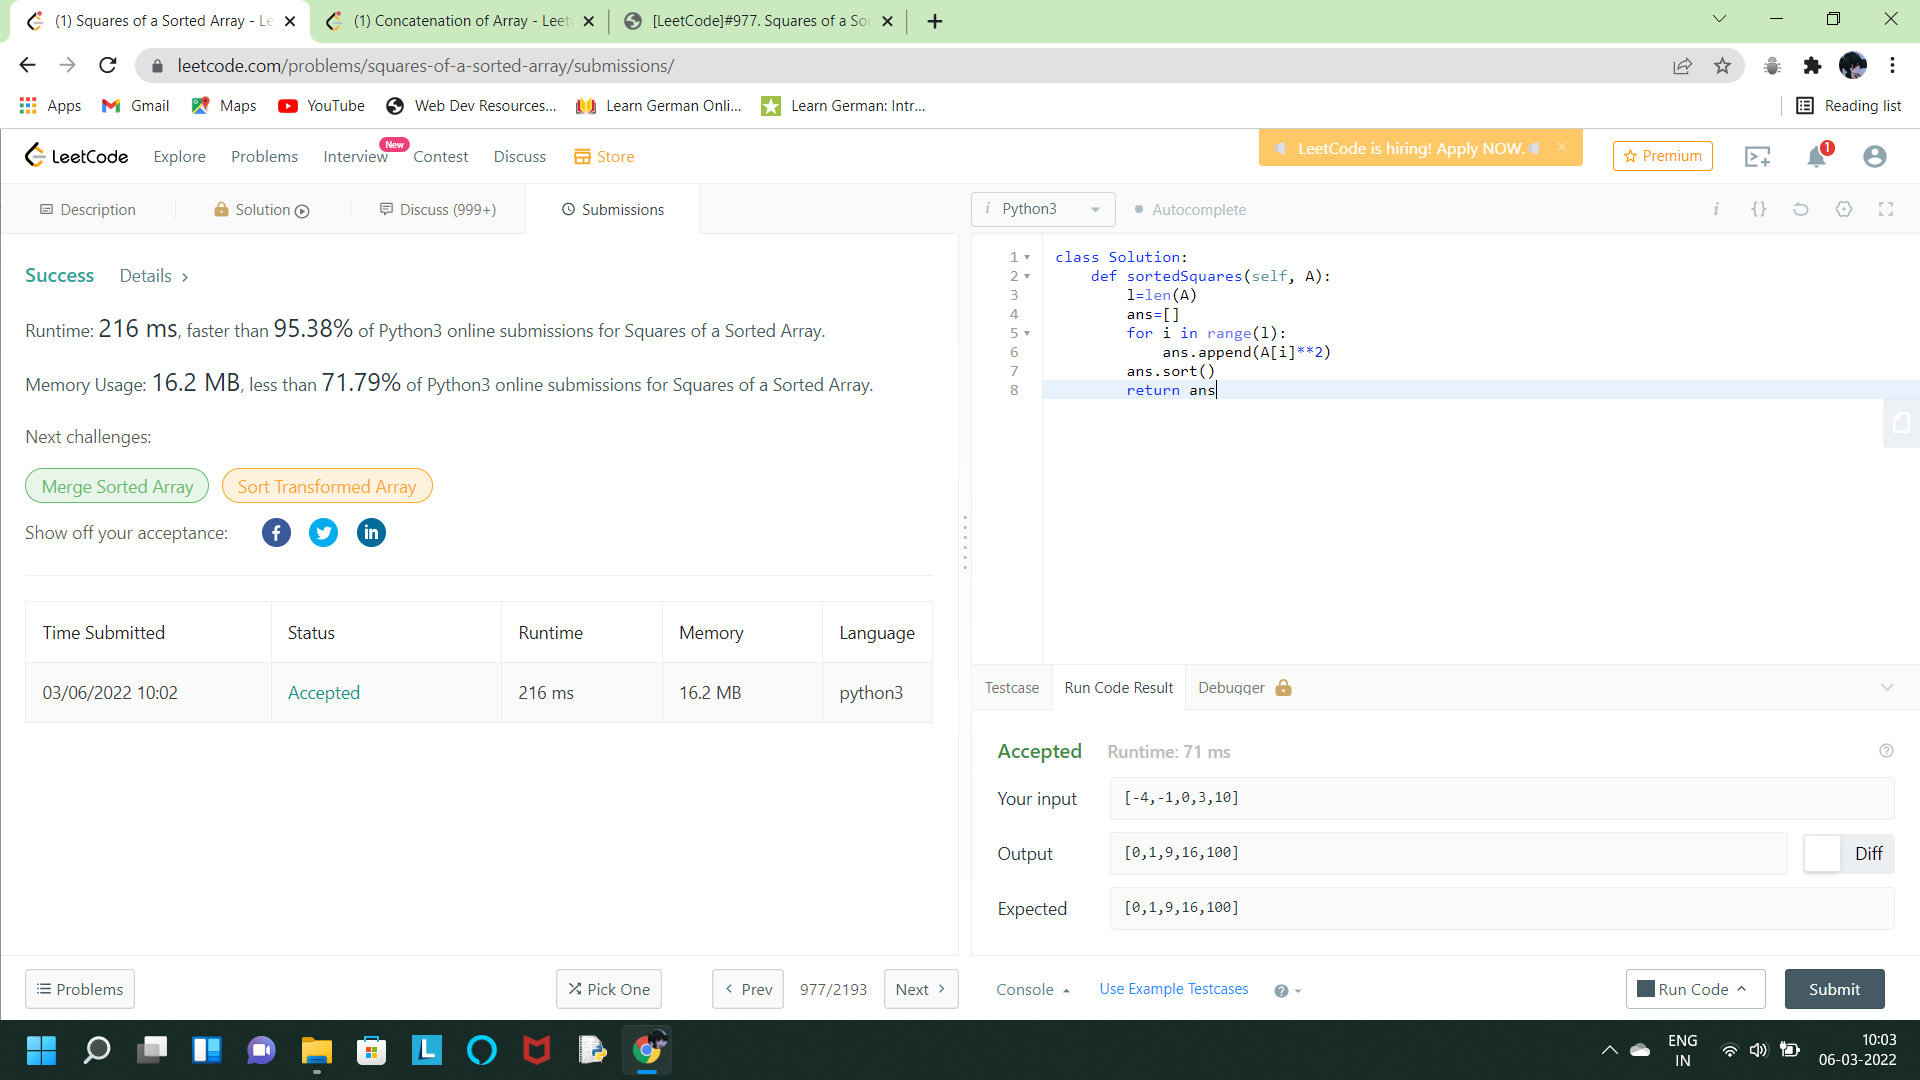 (1) Squares of a Sorted Array - Le
(1) Concatenation of Array - Leet
[LeetCode]#977. Squares of a So
leetcode.com/problems/squares-of-a-sorted-array/submissions/
Apps
Gmail
Maps
YouTube
Web Dev Resources...
Learn German Onli...
Learn German: Intr...
Reading list
LeetCode
Explore
Problems
Interview
New
Contest
Discuss
Store
LeetCode is hiring! Apply NOW.
Premium
1
Description
Solution
Discuss (999+)
Submissions
i Python3
Autocomplete
i
{}
Success
Details
Runtime: 216 ms, faster than 95.38% of Python3 online submissions for Squares of a Sorted Array.
Memory Usage: 16.2 MB, less than 71.79% of Python3 online submissions for Squares of a Sorted Array.
Next challenges:
Merge Sorted Array
Sort Transformed Array
Show off your acceptance:
Time Submitted Status Runtime Memory Language
03/06/2022 10:02 Accepted 216 ms 16.2 MB python3
1 class Solution:
2 def sortedSquares(self, A):
3 l=len(A)
4 ans=[]
5 for i in range(l):
6 ans.append(A[i]**2)
7 ans.sort()
8 return ans
Testcase
Run Code Result
Debugger
Accepted
Runtime: 71 ms
Your input
[-4,-1,0,3,10]
Output
[0,1,9,16,100]
Diff
Expected
[0,1,9,16,100]
Problems
Pick One
Prev
977/2193
Next
Console
Use Example Testcases
Run Code
Submit
ENG
IN
10:03
06-03-2022